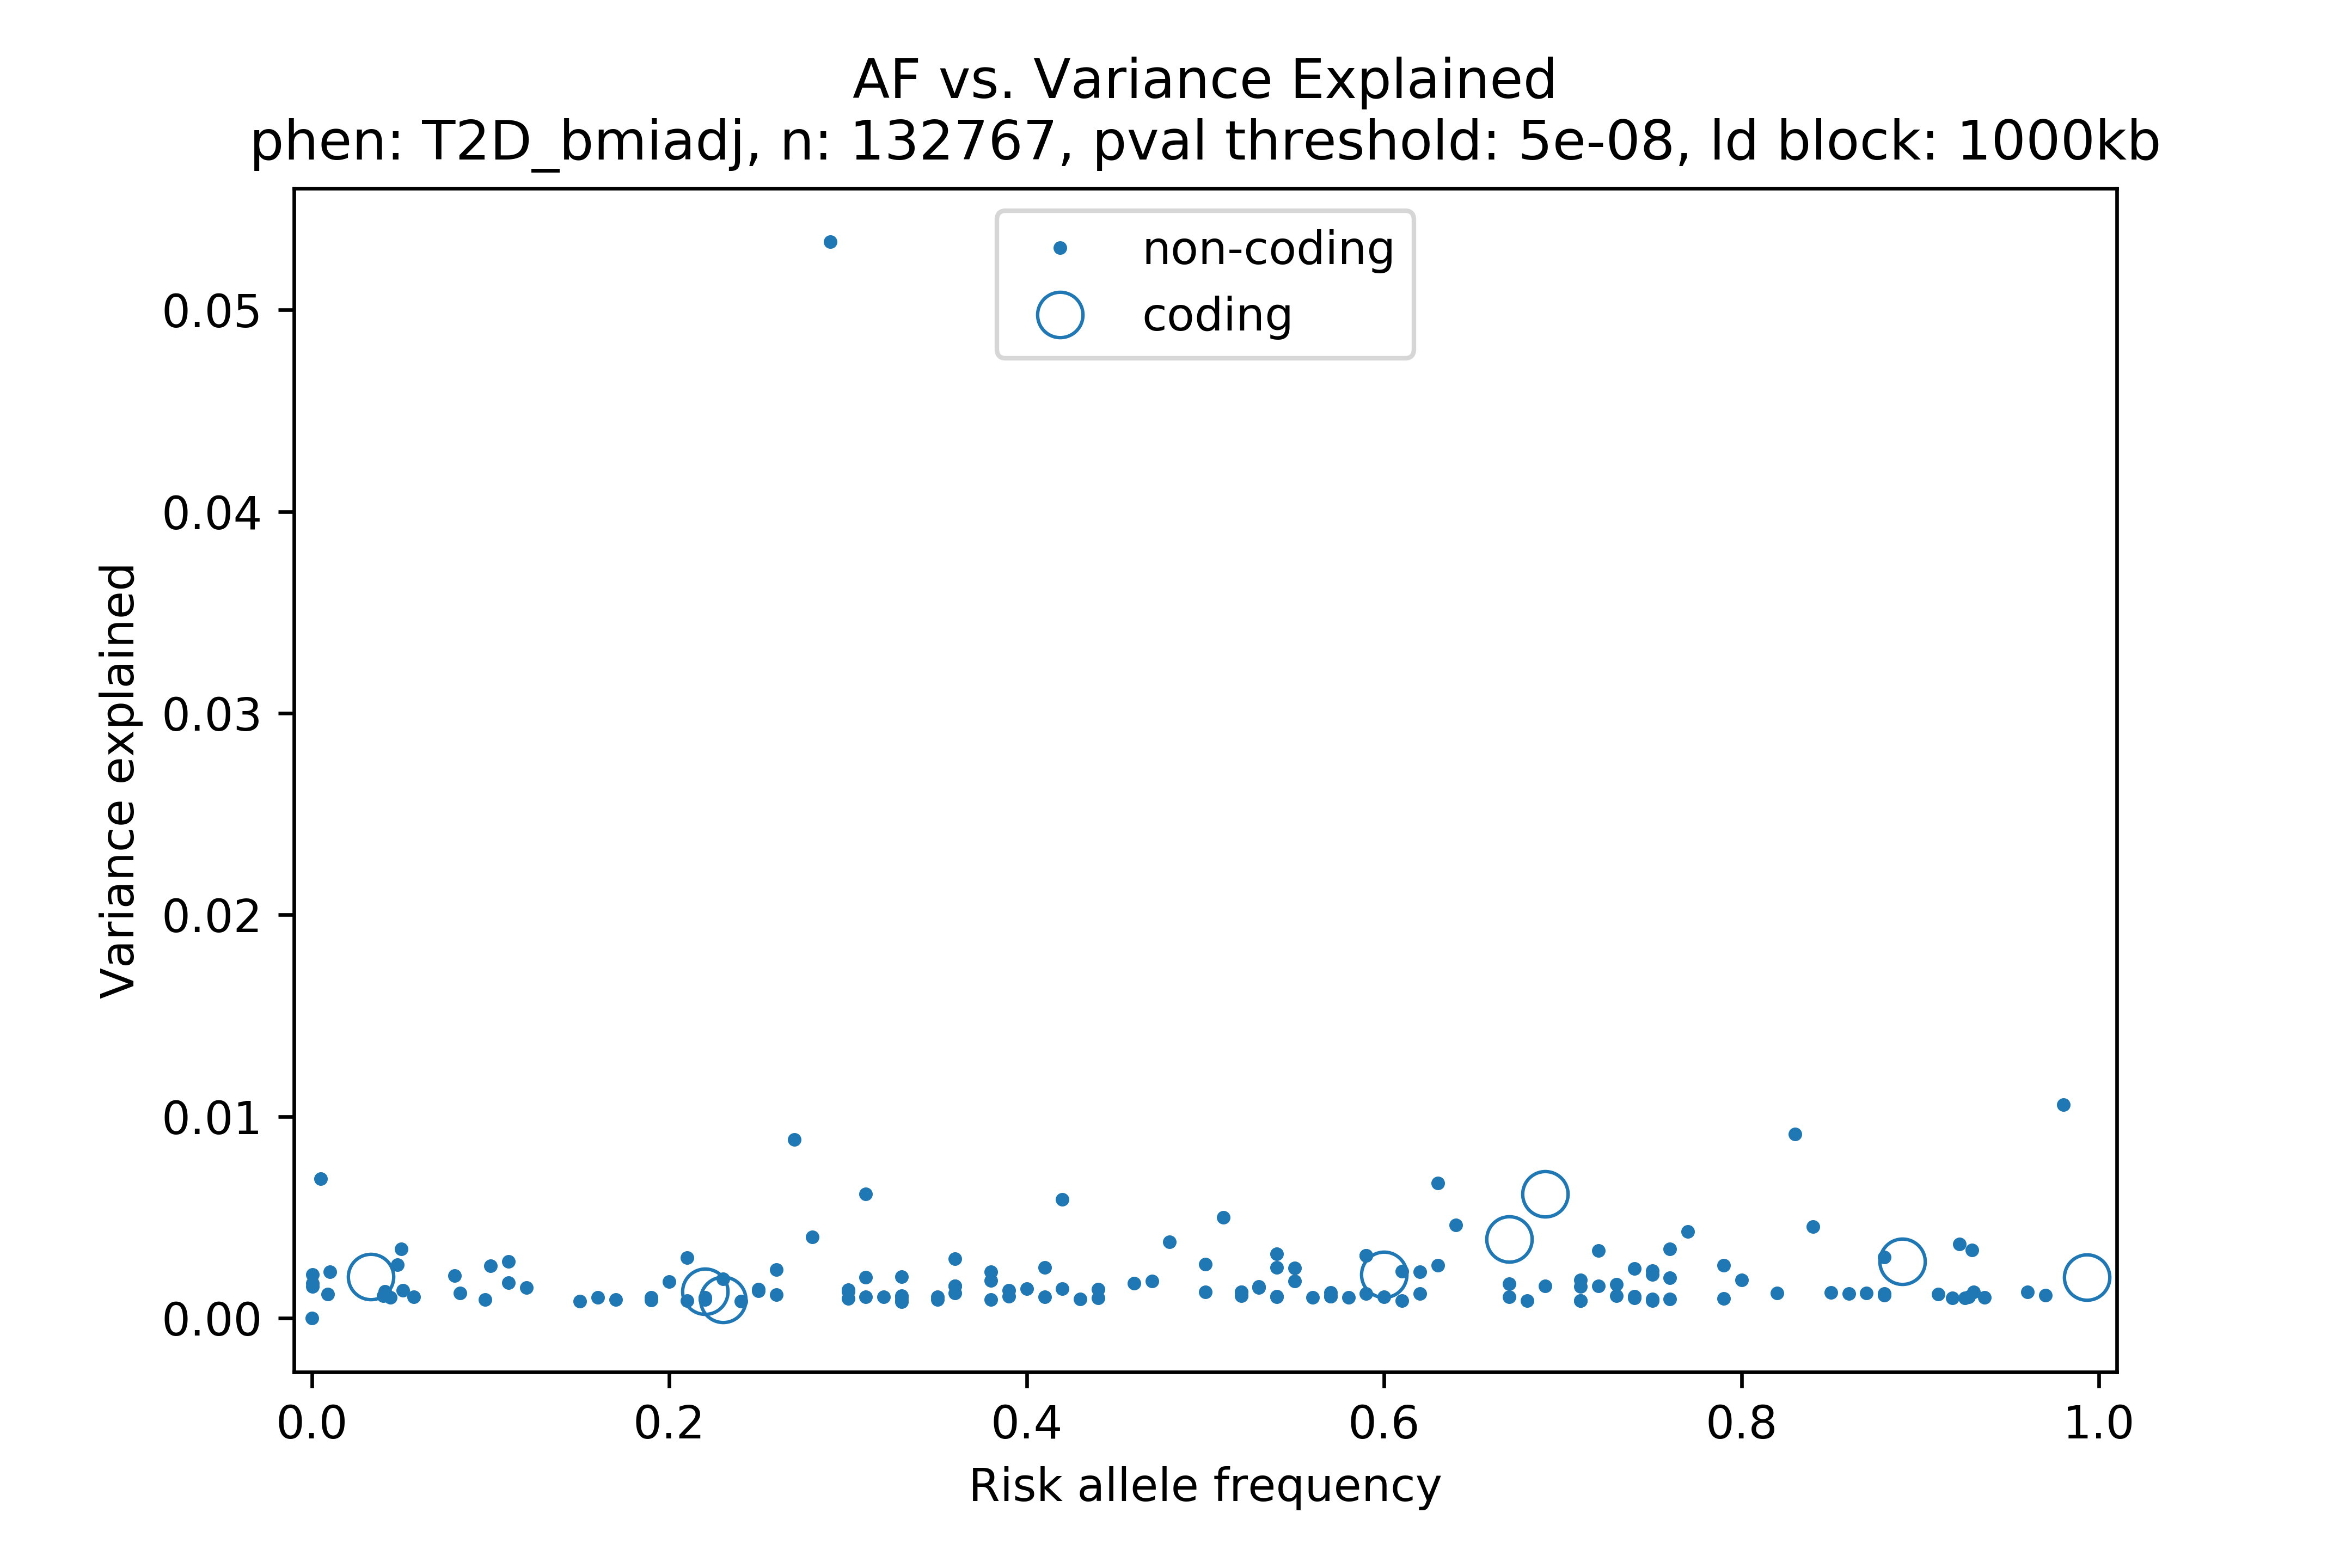 AF vs. Variance Explained
phen: T2D_bmiadj, n: 132767, pval threshold: 5e-08, ld block: 1000kb
non-coding
coding
0.05
0.04
0.03
0.02
0.01
0.00
Variance explained
0.0 0.2 0.4 0.6 0.8 1.0
Risk allele frequency